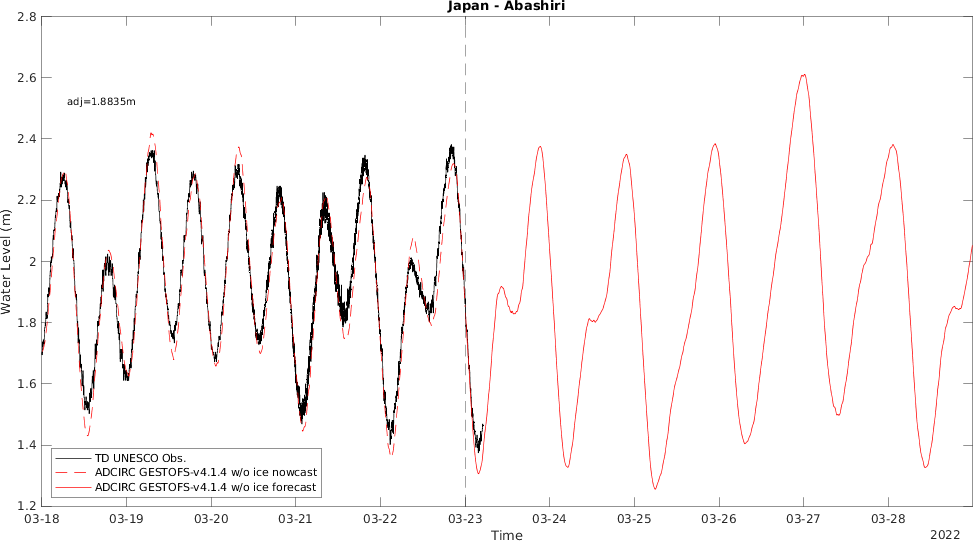 Japan - Abashiri
2.8
2.6
adj=1.8835m
2.4
2.2
Water Level (m)
2
1.8
1.6
1.4
TD UNESCO Obs.
ADCIRC GESTOFS-v4.1.4 w/o ice nowcast
ADCIRC GESTOFS-v4.1.4 w/o ice forecast
1.2
03-18 03-19 03-20 03-21 03-22 03-23 03-24 03-25 03-26 03-27 03-28
Time
2022